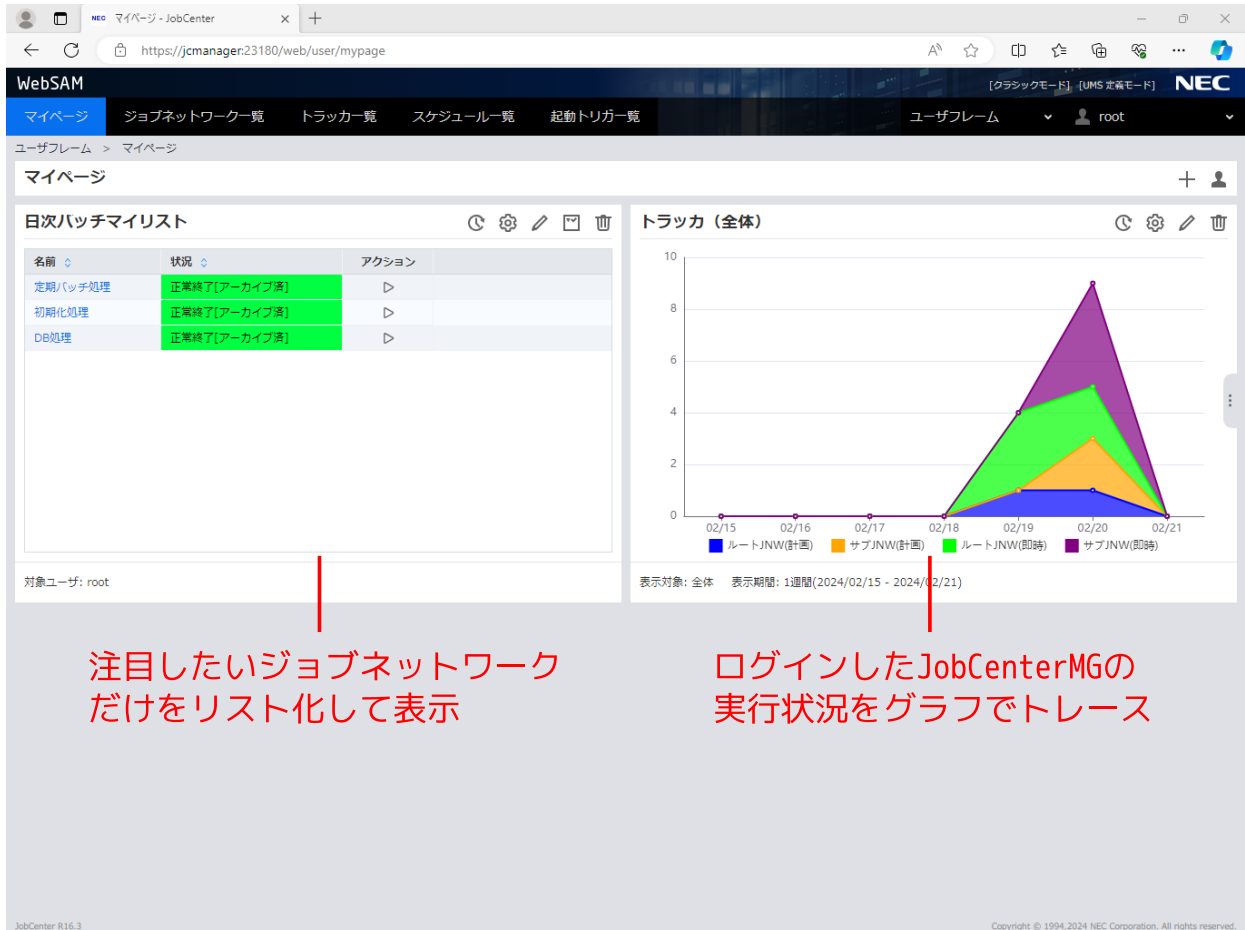 NEC マイページ - JobCenter
https://jcmanager:23180/web/user/mypage
WebSAM
[クラシックモード] [UMS 定義モード] NEC
マイページ ジョブネットワーク一覧 トラッカ一覧 スケジュール一覧 起動トリガ一覧 ユーザフレーム root
ユーザフレーム > マイページ
マイページ
日次バッチマイリスト
名前 状況 アクション
定期バッチ処理 正常終了[アーカイブ済]
初期化処理 正常終了[アーカイブ済]
DB処理 正常終了[アーカイブ済]
対象ユーザ: root
トラッカ（全体）
10
8
6
4
2
0
02/15 02/16 02/17 02/18 02/19 02/20 02/21
ルートJNW(計画) サブJNW(計画) ルートJNW(即時) サブJNW(即時)
表示対象: 全体 表示期間: 1週間(2024/02/15 - 2024/02/21)
注目したいジョブネットワーク
だけをリスト化して表示
ログインしたJobCenterMGの
実行状況をグラフでトレース
JobCenter R16.3
Copyright © 1994,2024 NEC Corporation. All rights reserved.